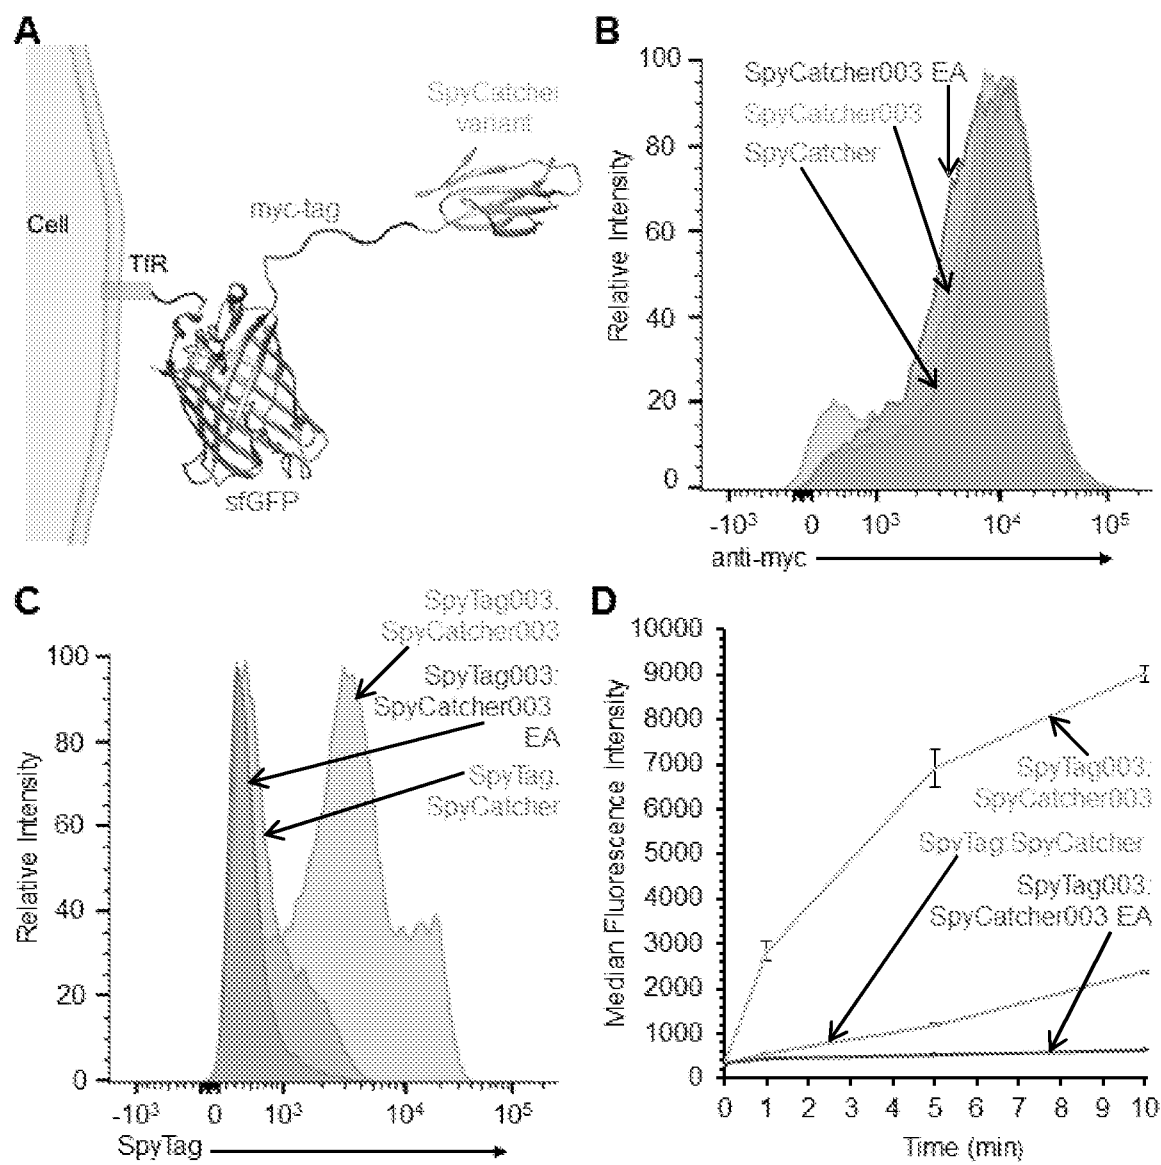 A
SpyCatcher
variant
myc-tag
Cell
TIR
sfGFP
B
100
80
60
40
20
0
Relative Intensity
SpyCatcher003 EA
SpyCatcher003
SpyCatcher
-10³ 0 10³ 10⁴ 10⁵
anti-myc
C
SpyTag003:
SpyCatcher003
SpyTag003:
SpyCatcher003
EA
SpyTag:
SpyCatcher
100
80
60
40
20
0
Relative Intensity
-10³ 0 10³ 10⁴ 10⁵
SpyTag
D
10000
9000
8000
7000
6000
5000
4000
3000
2000
1000
0
Median Fluorescence Intensity
SpyTag003:
SpyCatcher003
SpyTag:SpyCatcher
SpyTag003:
SpyCatcher003 EA
0 1 2 3 4 5 6 7 8 9 10
Time (min)